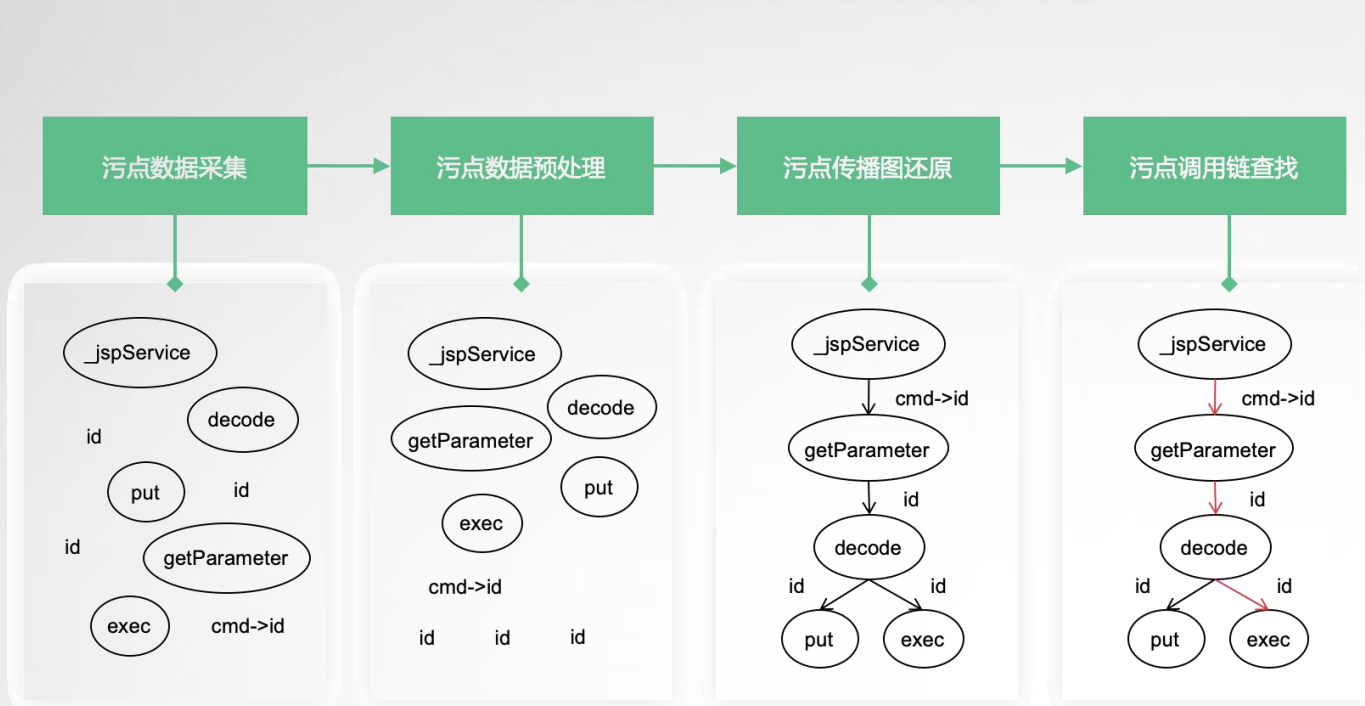 污点数据采集
污点数据预处理
污点传播图还原
污点调用链查找
_jspService
decode
id
put
id
id
getParameter
exec
cmd->id
_jspService
decode
getParameter
put
exec
cmd->id
id id id
_jspService
cmd->id
getParameter
id
decode
id id
put exec
_jspService
cmd->id
getParameter
id
decode
id id
put exec